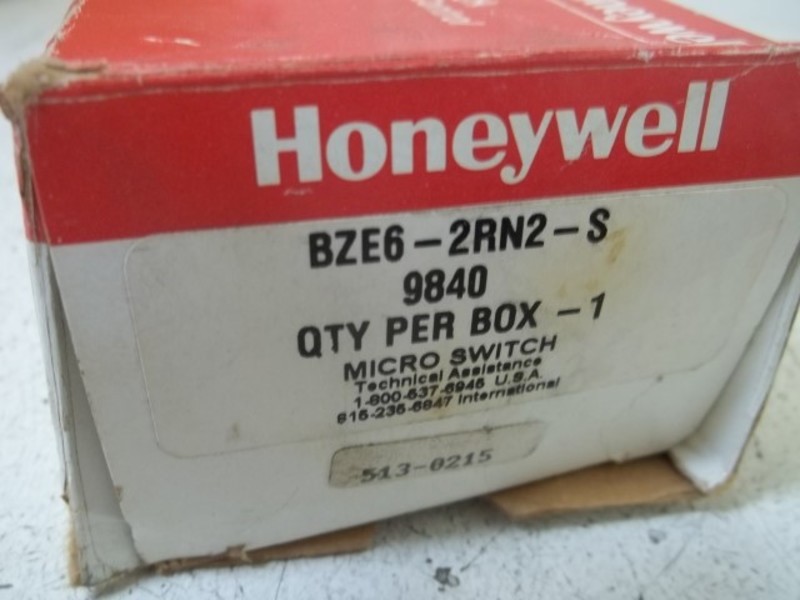 Honeywell
BZE6-2RN2-S
9840
QTY PER BOX - 1
MICRO SWITCH
Technical Assistance
1-800-537-6945 U.S.A.
815-235-6847 International
513-0215